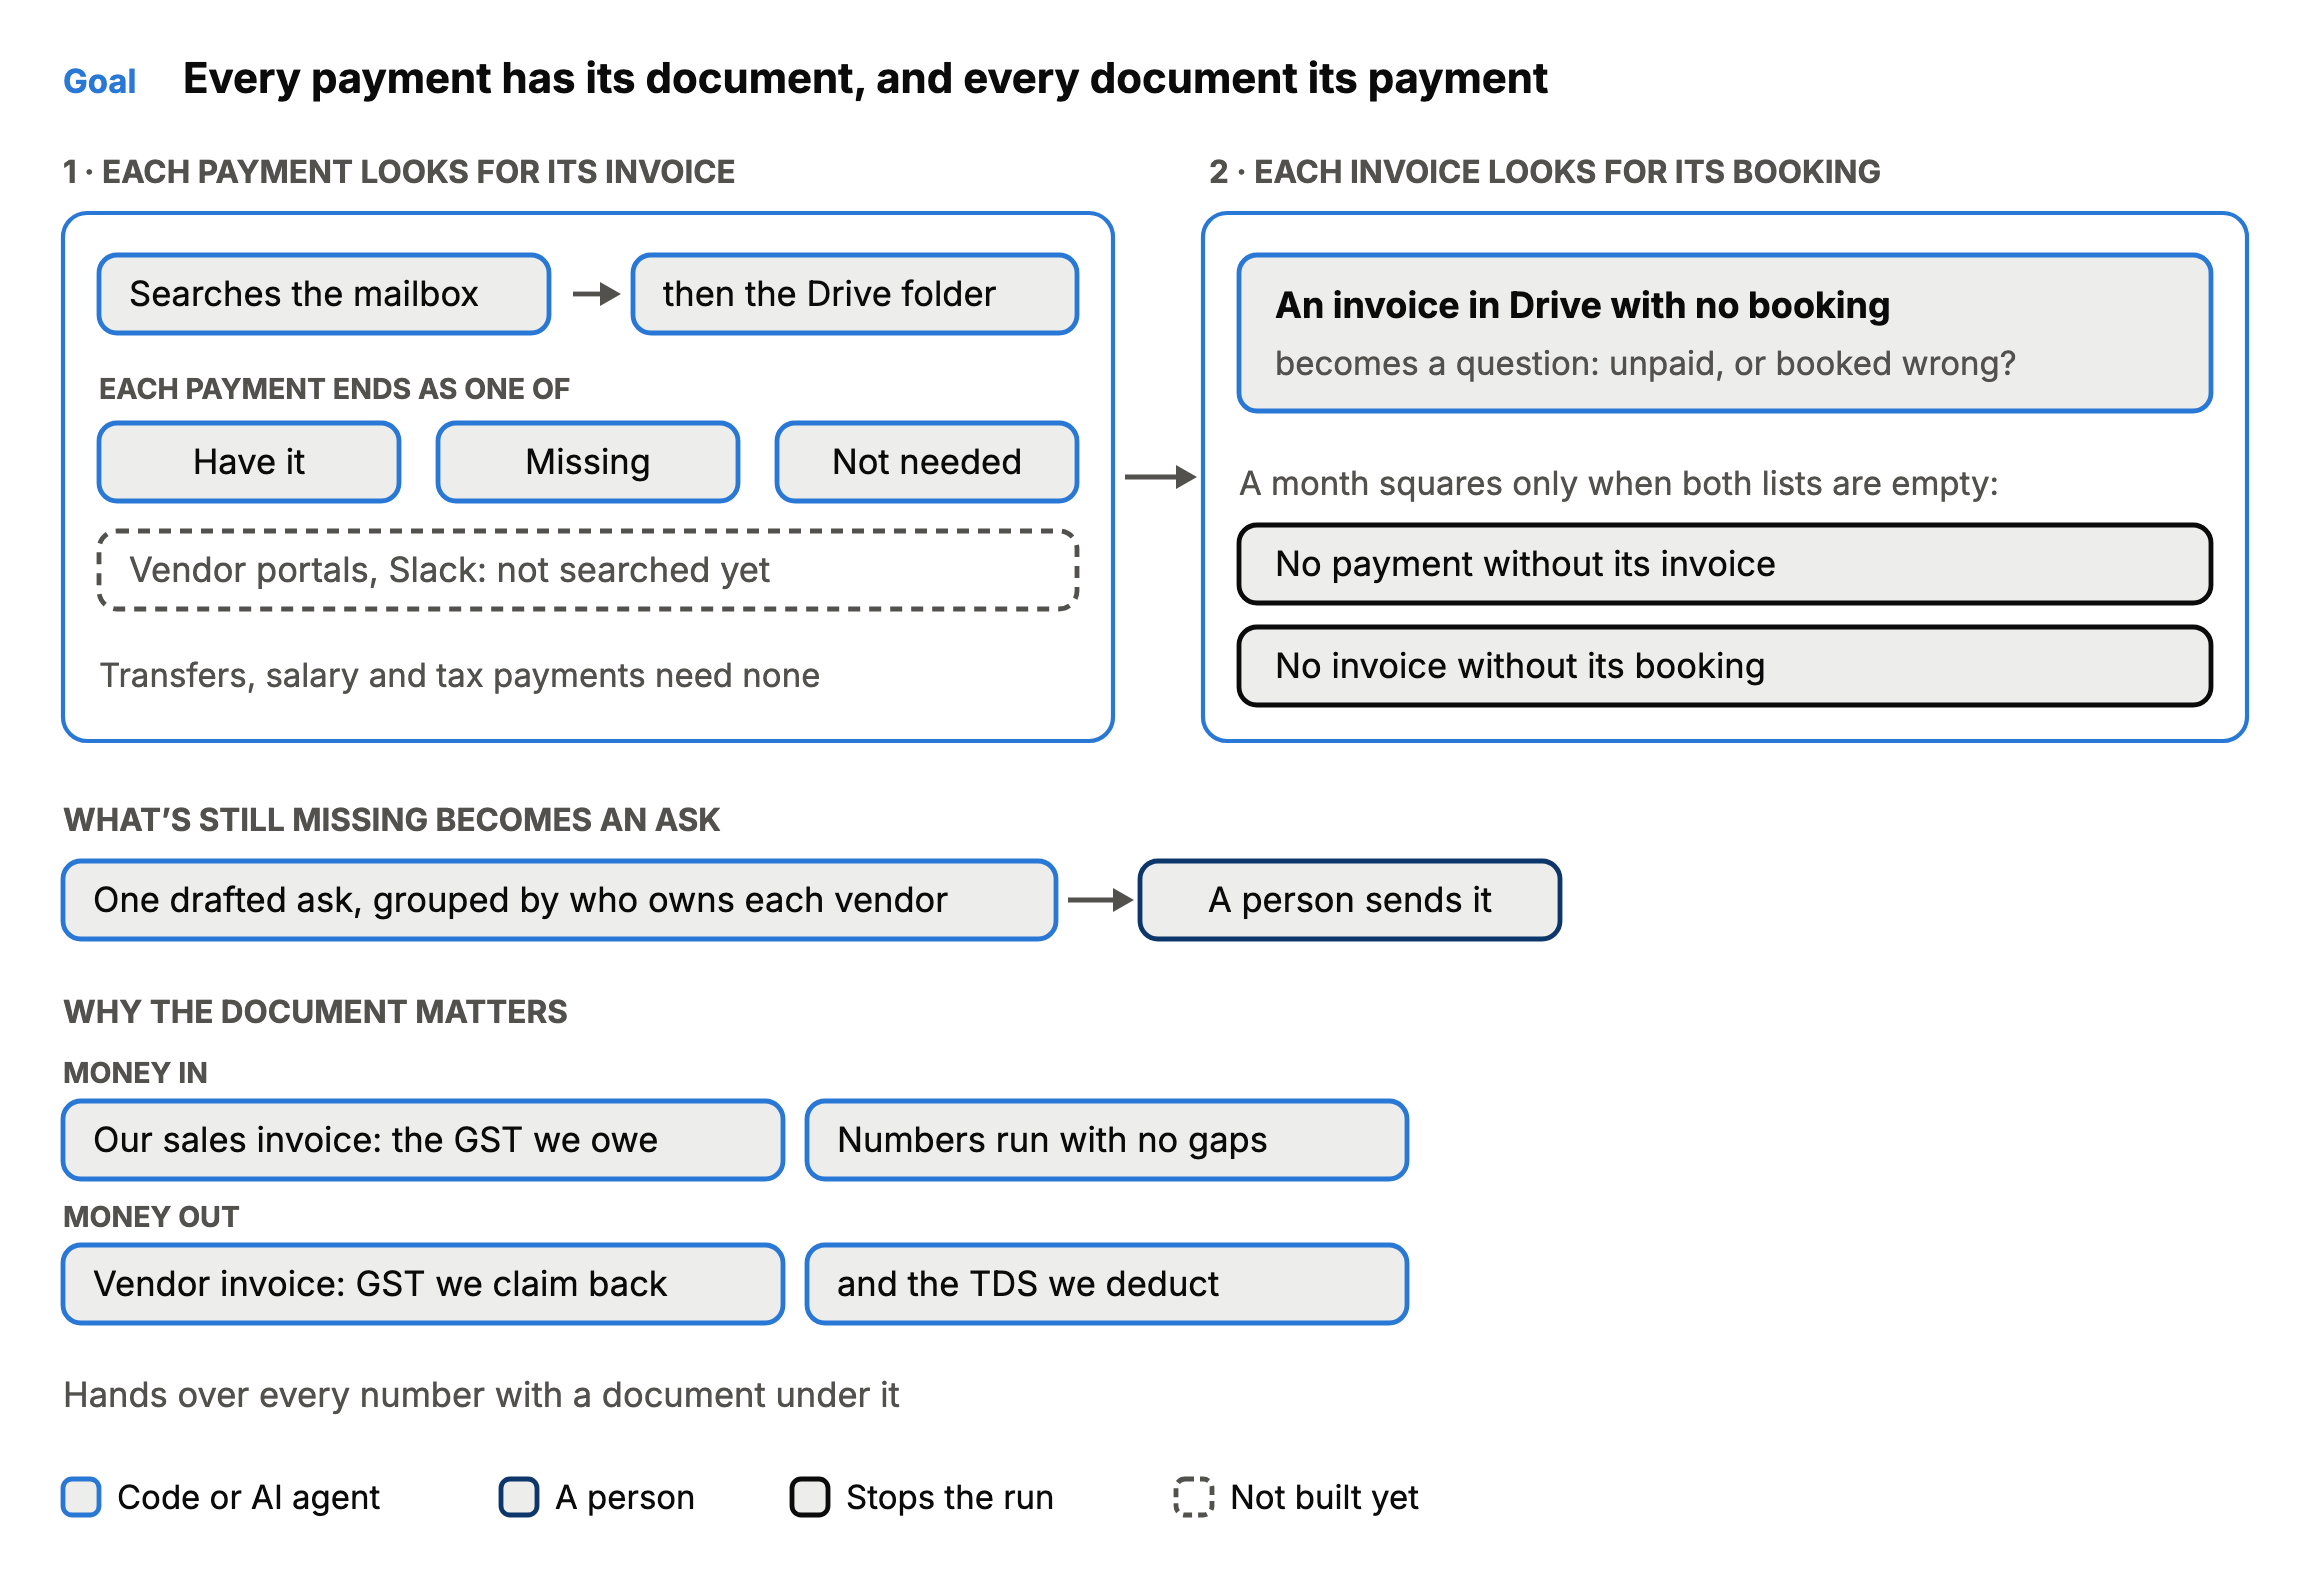 Goal Every payment has its document, and every document its payment
1 · EACH PAYMENT LOOKS FOR ITS INVOICE
Searches the mailbox
then the Drive folder
EACH PAYMENT ENDS AS ONE OF
Have it
Missing
Not needed
Vendor portals, Slack: not searched yet
Transfers, salary and tax payments need none
2 · EACH INVOICE LOOKS FOR ITS BOOKING
An invoice in Drive with no booking
becomes a question: unpaid, or booked wrong?
A month squares only when both lists are empty:
No payment without its invoice
No invoice without its booking
WHAT’S STILL MISSING BECOMES AN ASK
One drafted ask, grouped by who owns each vendor
A person sends it
WHY THE DOCUMENT MATTERS
MONEY IN
Our sales invoice: the GST we owe
Numbers run with no gaps
MONEY OUT
Vendor invoice: GST we claim back
and the TDS we deduct
Hands over every number with a document under it
Code or AI agent
A person
Stops the run
Not built yet